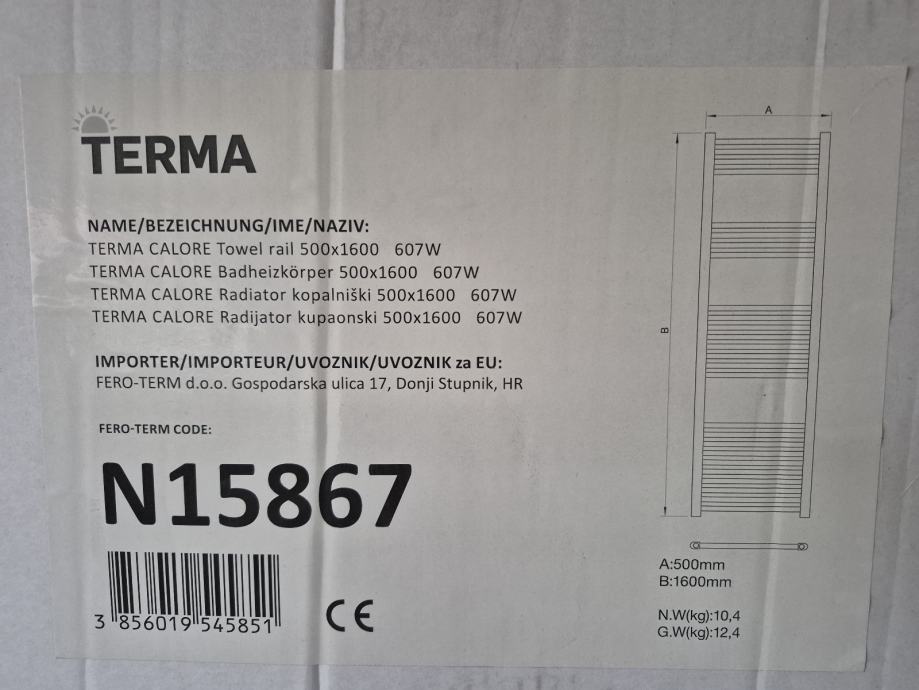 TERMA
NAME/BEZEICHNUNG/IME/NAZIV:
TERMA CALORE Towel rail 500x1600 607W
TERMA CALORE Badheizkörper 500x1600 607W
TERMA CALORE Radiator kopalniški 500x1600 607W
TERMA CALORE Radijator kupaonski 500x1600 607W
IMPORTER/IMPORTEUR/UVOZNIK/UVOZNIK za EU:
FERO-TERM d.o.o. Gospodarska ulica 17, Donji Stupnik, HR
FERO-TERM CODE:
N15867
3 856019 545851
CE
A
B
A:500mm
B:1600mm
N.W(kg):10,4
G.W(kg):12,4